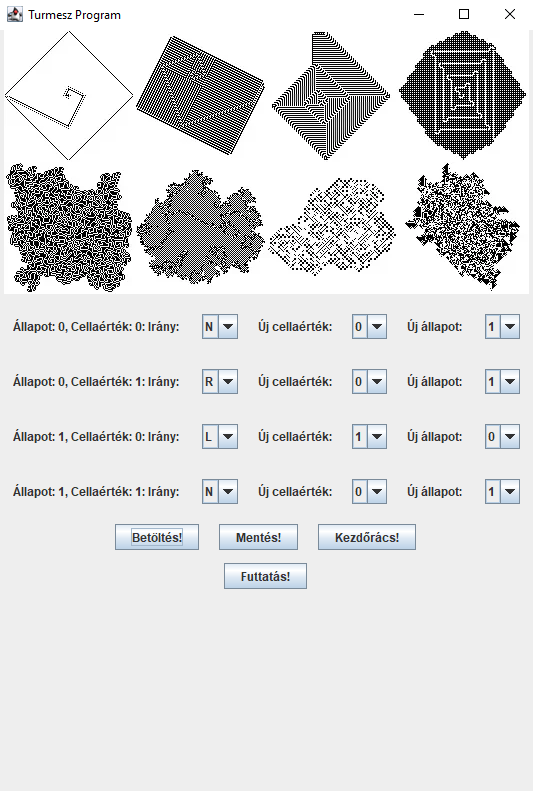 Turmesz Program
Állapot: 0, Cellaérték: 0: Irány: N Új cellaérték: 0 Új állapot: 1
Állapot: 0, Cellaérték: 1: Irány: R Új cellaérték: 0 Új állapot: 1
Állapot: 1, Cellaérték: 0: Irány: L Új cellaérték: 1 Új állapot: 0
Állapot: 1, Cellaérték: 1: Irány: N Új cellaérték: 0 Új állapot: 1
Betöltés! Mentés! Kezdőrács!
Futtatás!